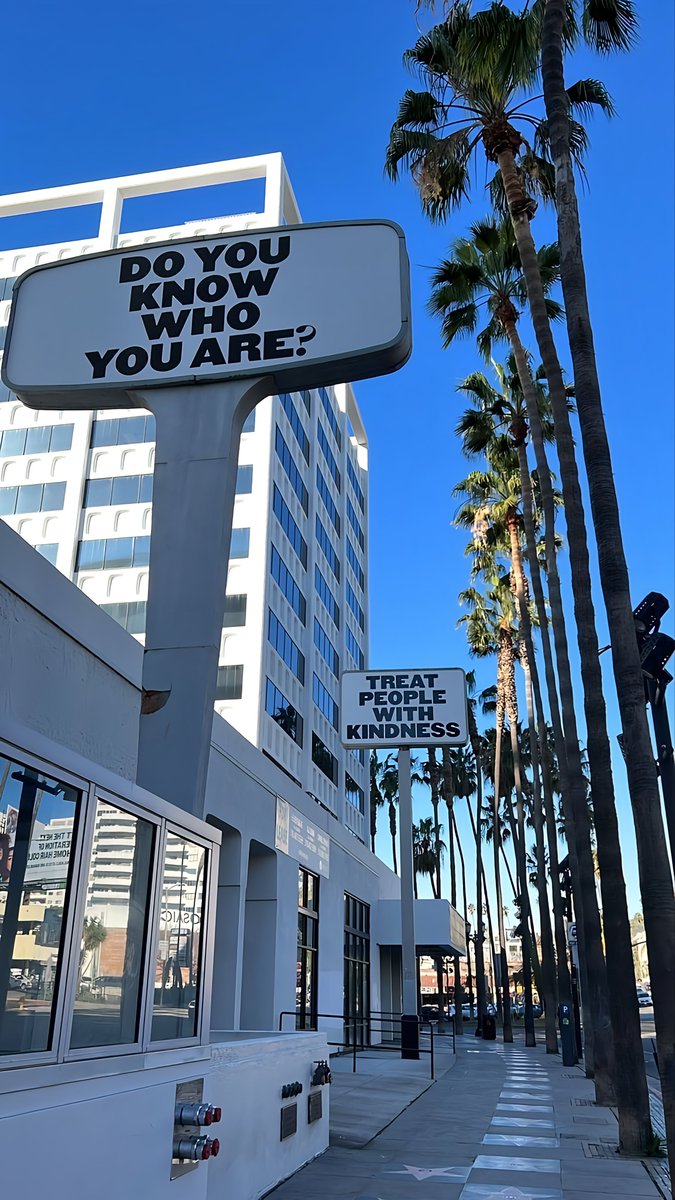 DO YOU
KNOW
WHO
YOU ARE?
TREAT
PEOPLE
WITH
KINDNESS